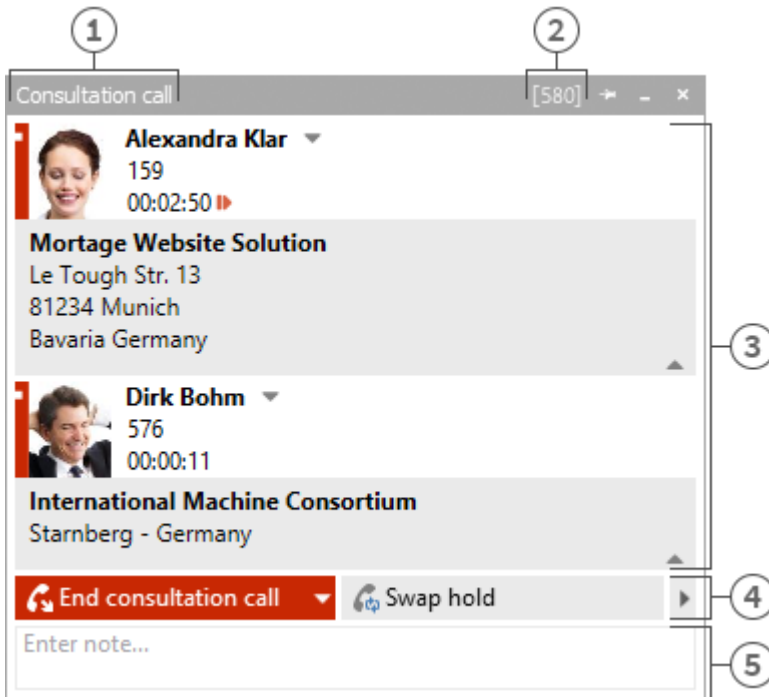 1
2
Consultation call [580]
Alexandra Klar
159
00:02:50
Mortage Website Solution
Le Tough Str. 13
81234 Munich
Bavaria Germany
3
Dirk Bohm
576
00:00:11
International Machine Consortium
Starnberg - Germany
End consultation call
Swap hold
4
Enter note...
5